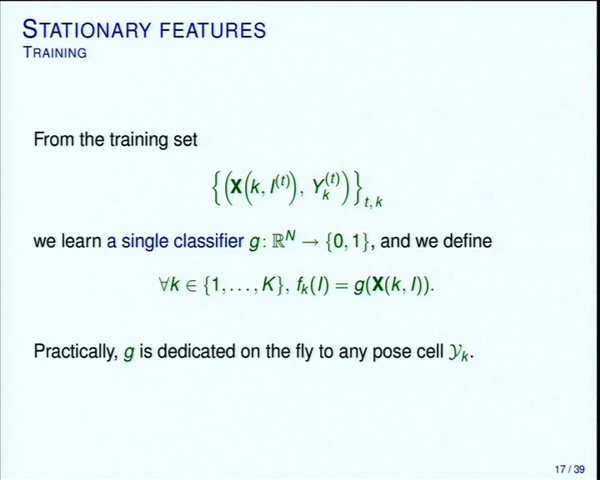 STATIONARY FEATURES
TRAINING
From the training set
{(X(k, I^(t)), Y_k^(t))}_{t,k}
we learn a single classifier g: ℝ^N → {0, 1}, and we define
∀k ∈ {1, . . . , K}, f_k(I) = g(X(k, I)).
Practically, g is dedicated on the fly to any pose cell 𝒴_k.
17 / 39